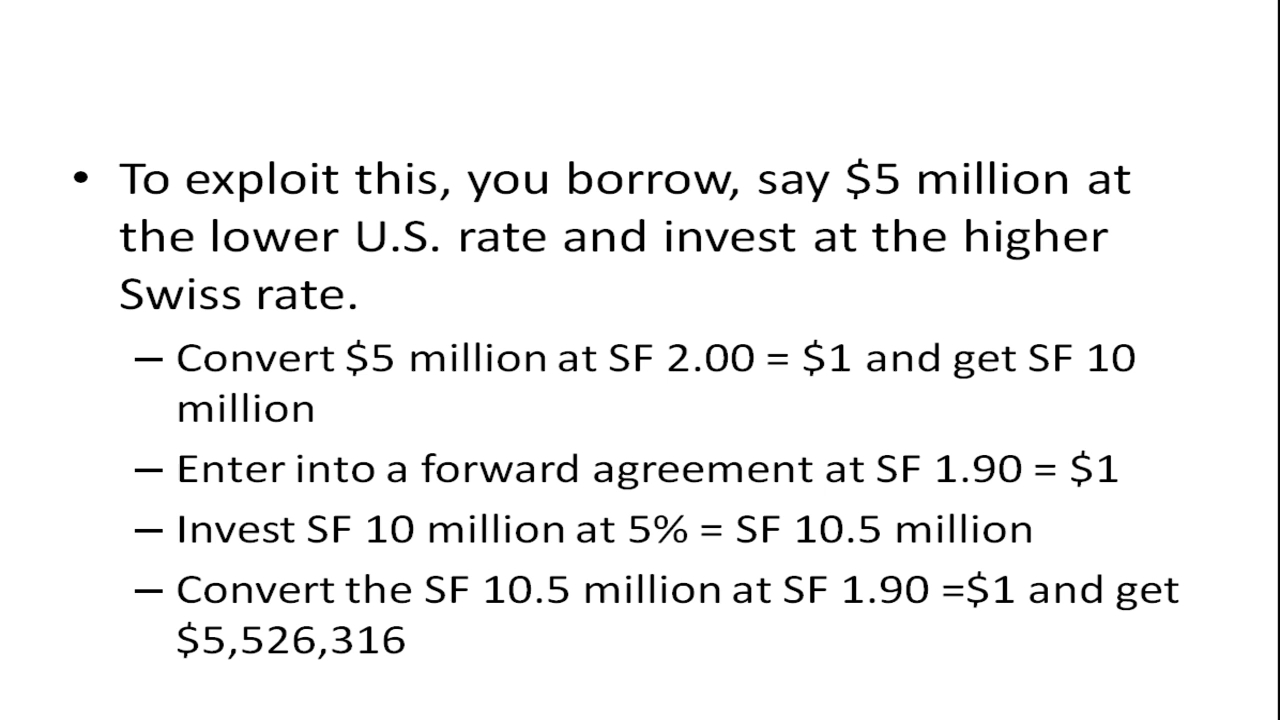 • To exploit this, you borrow, say $5 million at
the lower U.S. rate and invest at the higher
Swiss rate.
– Convert $5 million at SF 2.00 = $1 and get SF 10
million
– Enter into a forward agreement at SF 1.90 = $1
– Invest SF 10 million at 5% = SF 10.5 million
– Convert the SF 10.5 million at SF 1.90 =$1 and get
$5,526,316